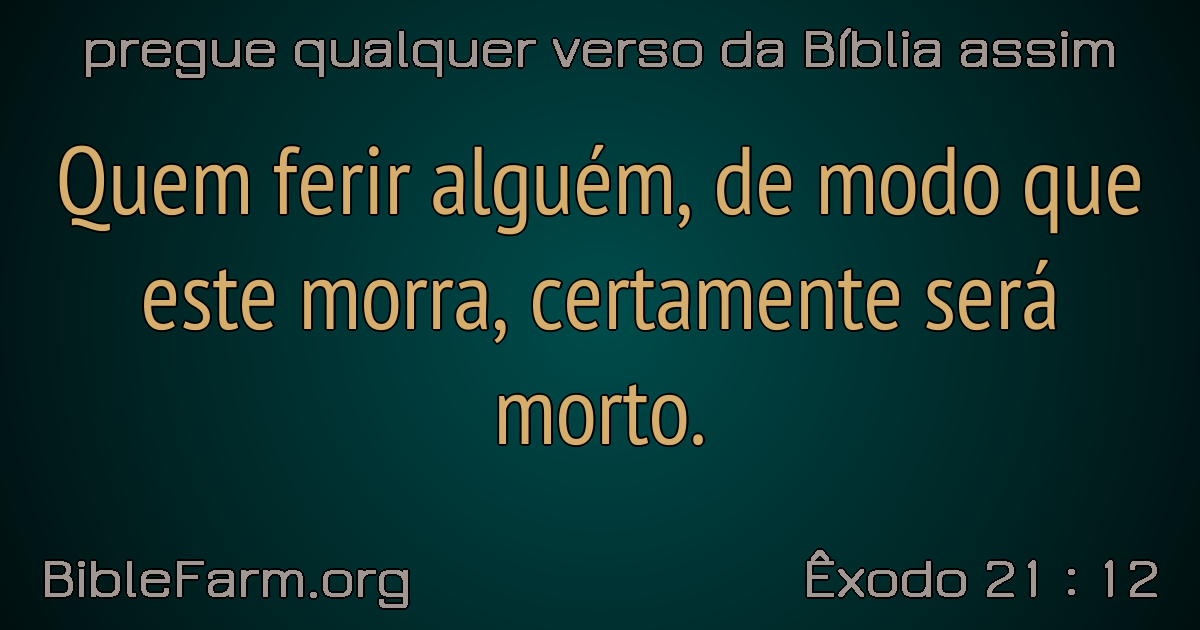 pregue qualquer verso da Bíblia assim
Quem ferir alguém, de modo que
este morra, certamente será
morto.
BibleFarm.org
Êxodo 21 : 12